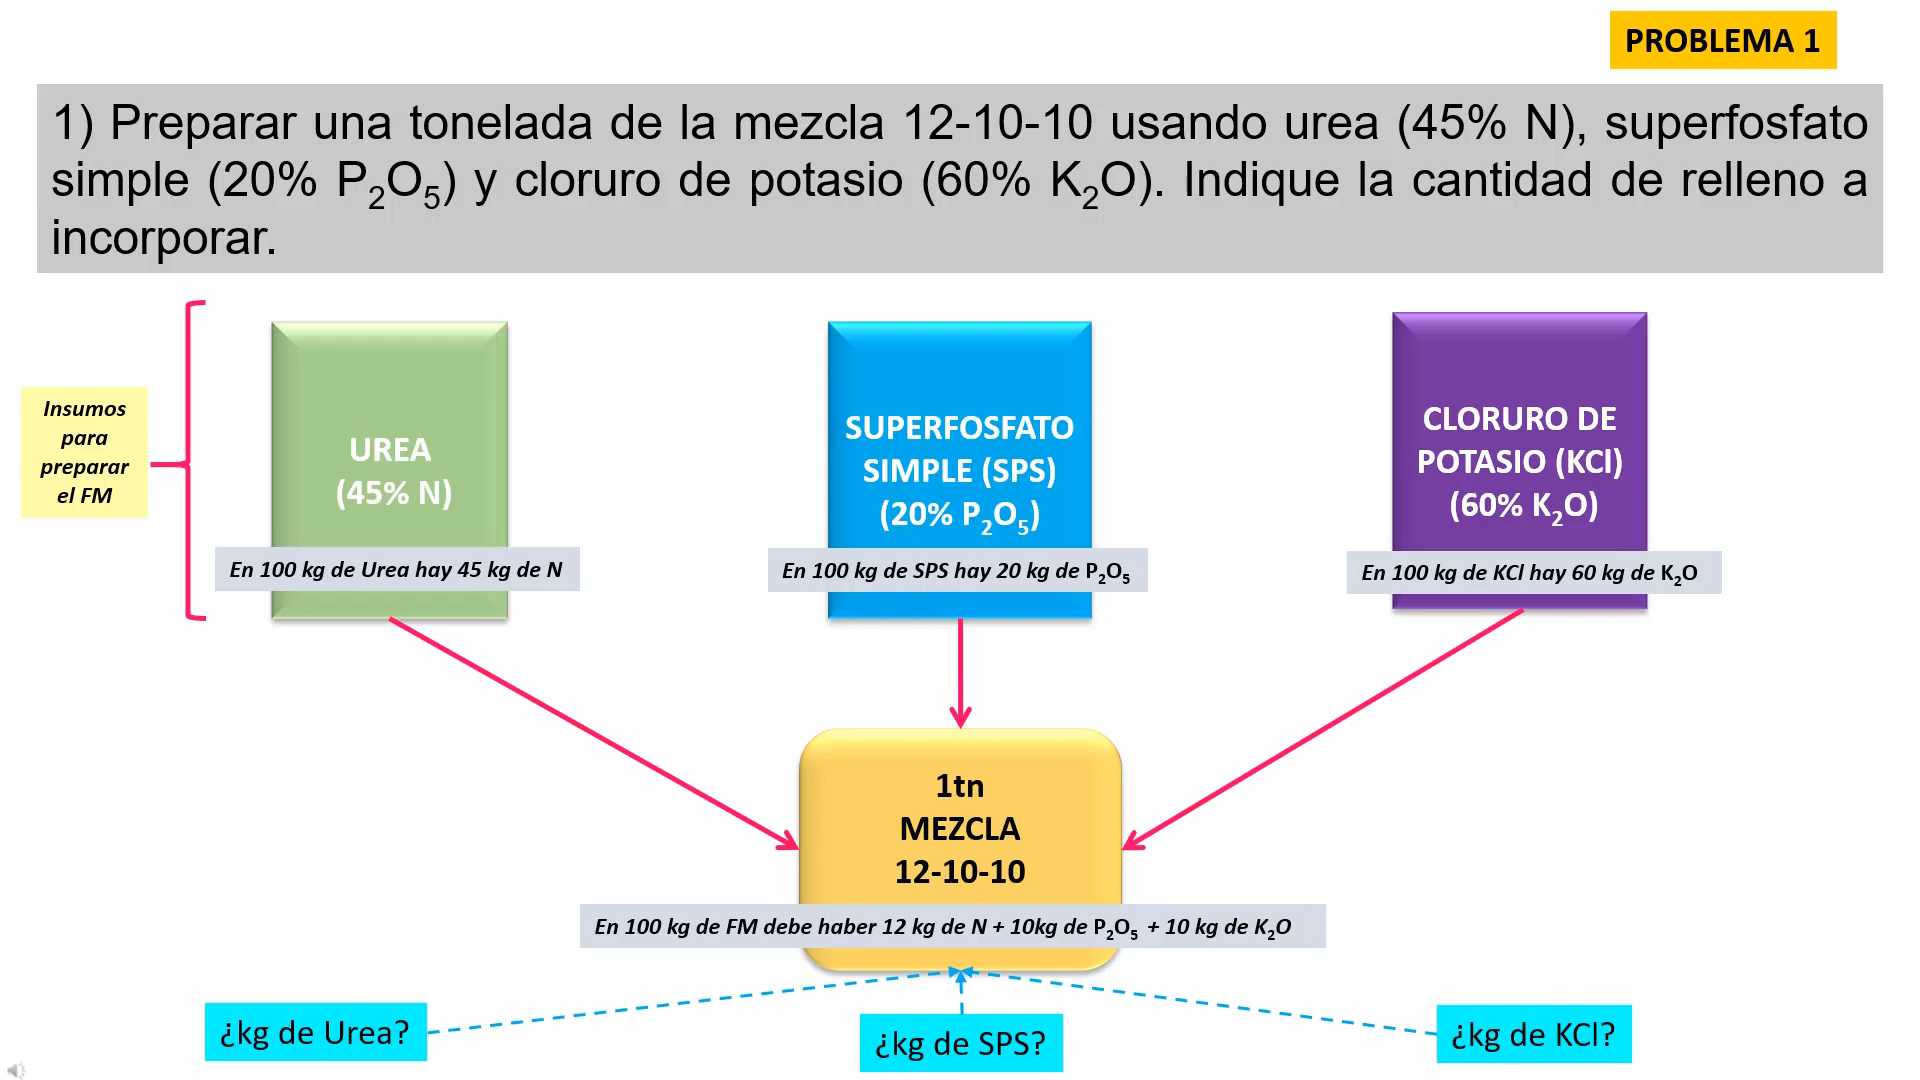 PROBLEMA 1
1) Preparar una tonelada de la mezcla 12-10-10 usando urea (45% N), superfosfato
simple (20% P₂O₅) y cloruro de potasio (60% K₂O). Indique la cantidad de relleno a
incorporar.
Insumos
para
preparar
el FM
UREA
(45% N)
En 100 kg de Urea hay 45 kg de N
SUPERFOSFATO
SIMPLE (SPS)
(20% P₂O₅)
En 100 kg de SPS hay 20 kg de P₂O₅
CLORURO DE
POTASIO (KCl)
(60% K₂O)
En 100 kg de KCl hay 60 kg de K₂O
1tn
MEZCLA
12-10-10
En 100 kg de FM debe haber 12 kg de N + 10kg de P₂O₅ + 10 kg de K₂O
¿kg de Urea?
¿kg de SPS?
¿kg de KCl?